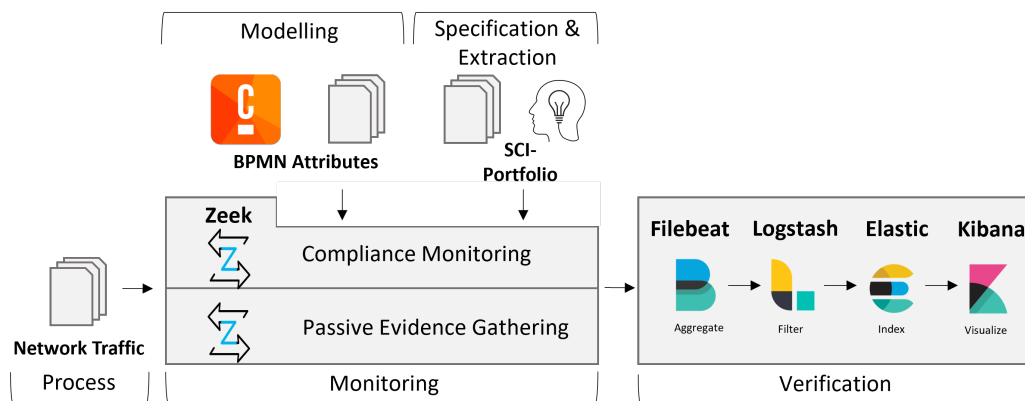 Modelling
Specification &
Extraction
BPMN Attributes
SCI-
Portfolio
Zeek
Compliance Monitoring
Passive Evidence Gathering
Network Traffic
Filebeat
Logstash
Elastic
Kibana
Aggregate
Filter
Index
Visualize
Process
Monitoring
Verification